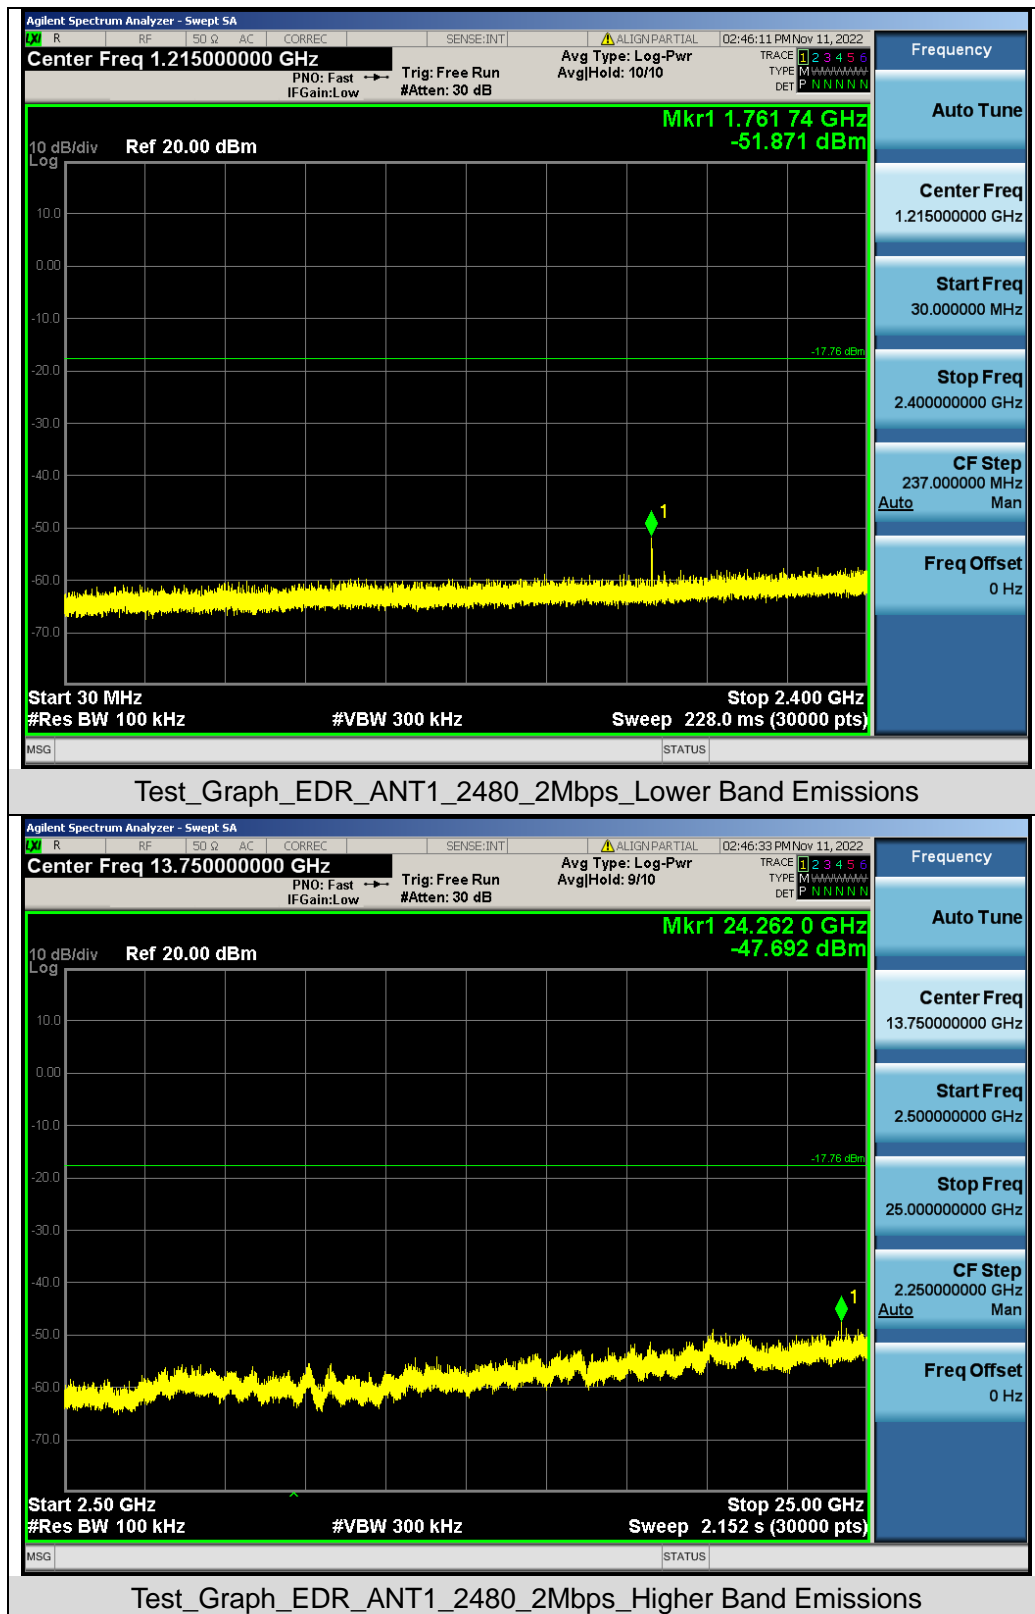 Agilent Spectrum Analyzer - Swept SA
LXI R RF 50 Ω AC CORREC SENSE:INT ALIGN PARTIAL 02:46:11 PM Nov 11, 2022
Center Freq 1.215000000 GHz
PNO: Fast
IFGain:Low
Trig: Free Run
#Atten: 30 dB
Avg Type: Log-Pwr
Avg|Hold: 10/10
TRACE 1 2 3 4 5 6
TYPE M WWWWW
DET P N N N N N
Mkr1 1.761 74 GHz
-51.871 dBm
10 dB/div Ref 20.00 dBm
Log
10.0
0.00
-10.0
-17.76 dBm
-20.0
-30.0
-40.0
-50.0
1
-60.0
-70.0
Start 30 MHz Stop 2.400 GHz
#Res BW 100 kHz #VBW 300 kHz Sweep 228.0 ms (30000 pts)
MSG STATUS
Frequency
Auto Tune
Center Freq
1.215000000 GHz
Start Freq
30.000000 MHz
Stop Freq
2.400000000 GHz
CF Step
237.000000 MHz
Auto Man
Freq Offset
0 Hz
Test_Graph_EDR_ANT1_2480_2Mbps_Lower Band Emissions
Agilent Spectrum Analyzer - Swept SA
LXI R RF 50 Ω AC CORREC SENSE:INT ALIGN PARTIAL 02:46:33 PM Nov 11, 2022
Center Freq 13.750000000 GHz
PNO: Fast
IFGain:Low
Trig: Free Run
#Atten: 30 dB
Avg Type: Log-Pwr
Avg|Hold: 9/10
TRACE 1 2 3 4 5 6
TYPE M WWWWW
DET P N N N N N
Mkr1 24.262 0 GHz
-47.692 dBm
10 dB/div Ref 20.00 dBm
Log
10.0
0.00
-10.0
-17.76 dBm
-20.0
-30.0
-40.0
1
-50.0
-60.0
-70.0
Start 2.50 GHz Stop 25.00 GHz
#Res BW 100 kHz #VBW 300 kHz Sweep 2.152 s (30000 pts)
MSG STATUS
Frequency
Auto Tune
Center Freq
13.750000000 GHz
Start Freq
2.500000000 GHz
Stop Freq
25.000000000 GHz
CF Step
2.250000000 GHz
Auto Man
Freq Offset
0 Hz
Test_Graph_EDR_ANT1_2480_2Mbps_Higher Band Emissions